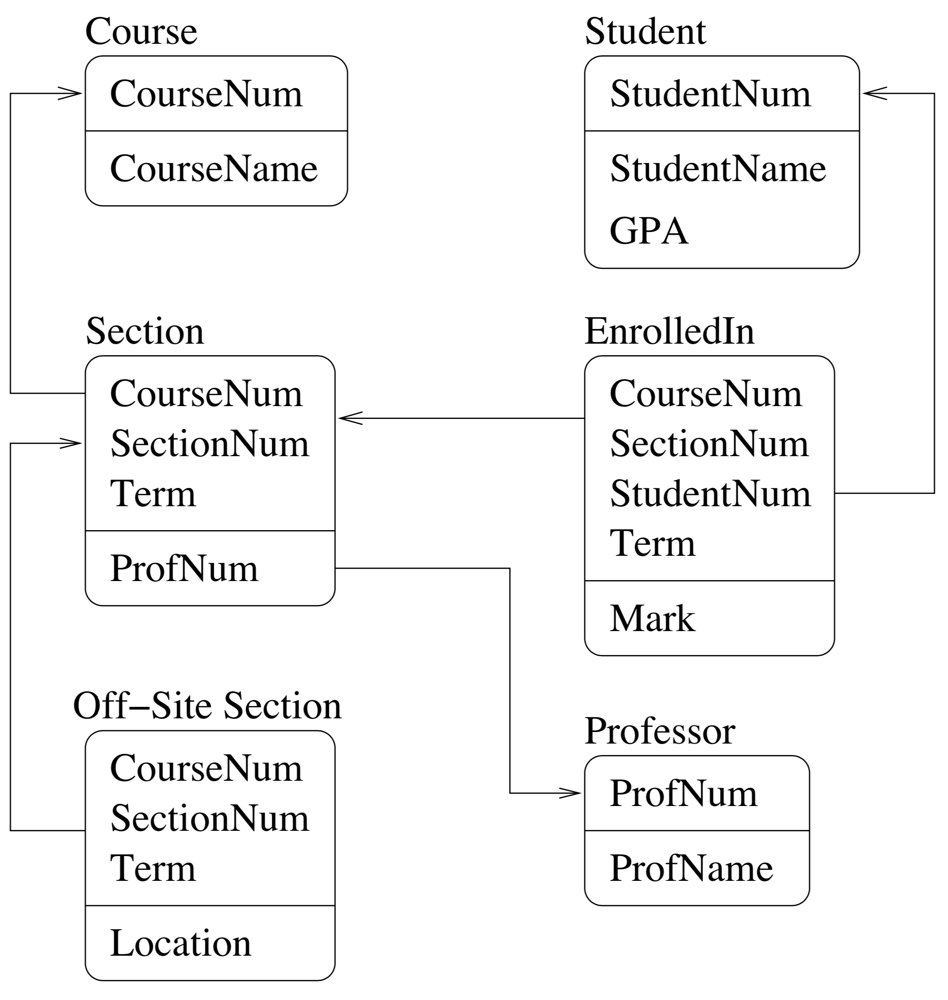 Course
CourseNum
CourseName
Student
StudentNum
StudentName
GPA
Section
CourseNum
SectionNum
Term
ProfNum
EnrolledIn
CourseNum
SectionNum
StudentNum
Term
Mark
Off−Site Section
CourseNum
SectionNum
Term
Location
Professor
ProfNum
ProfName